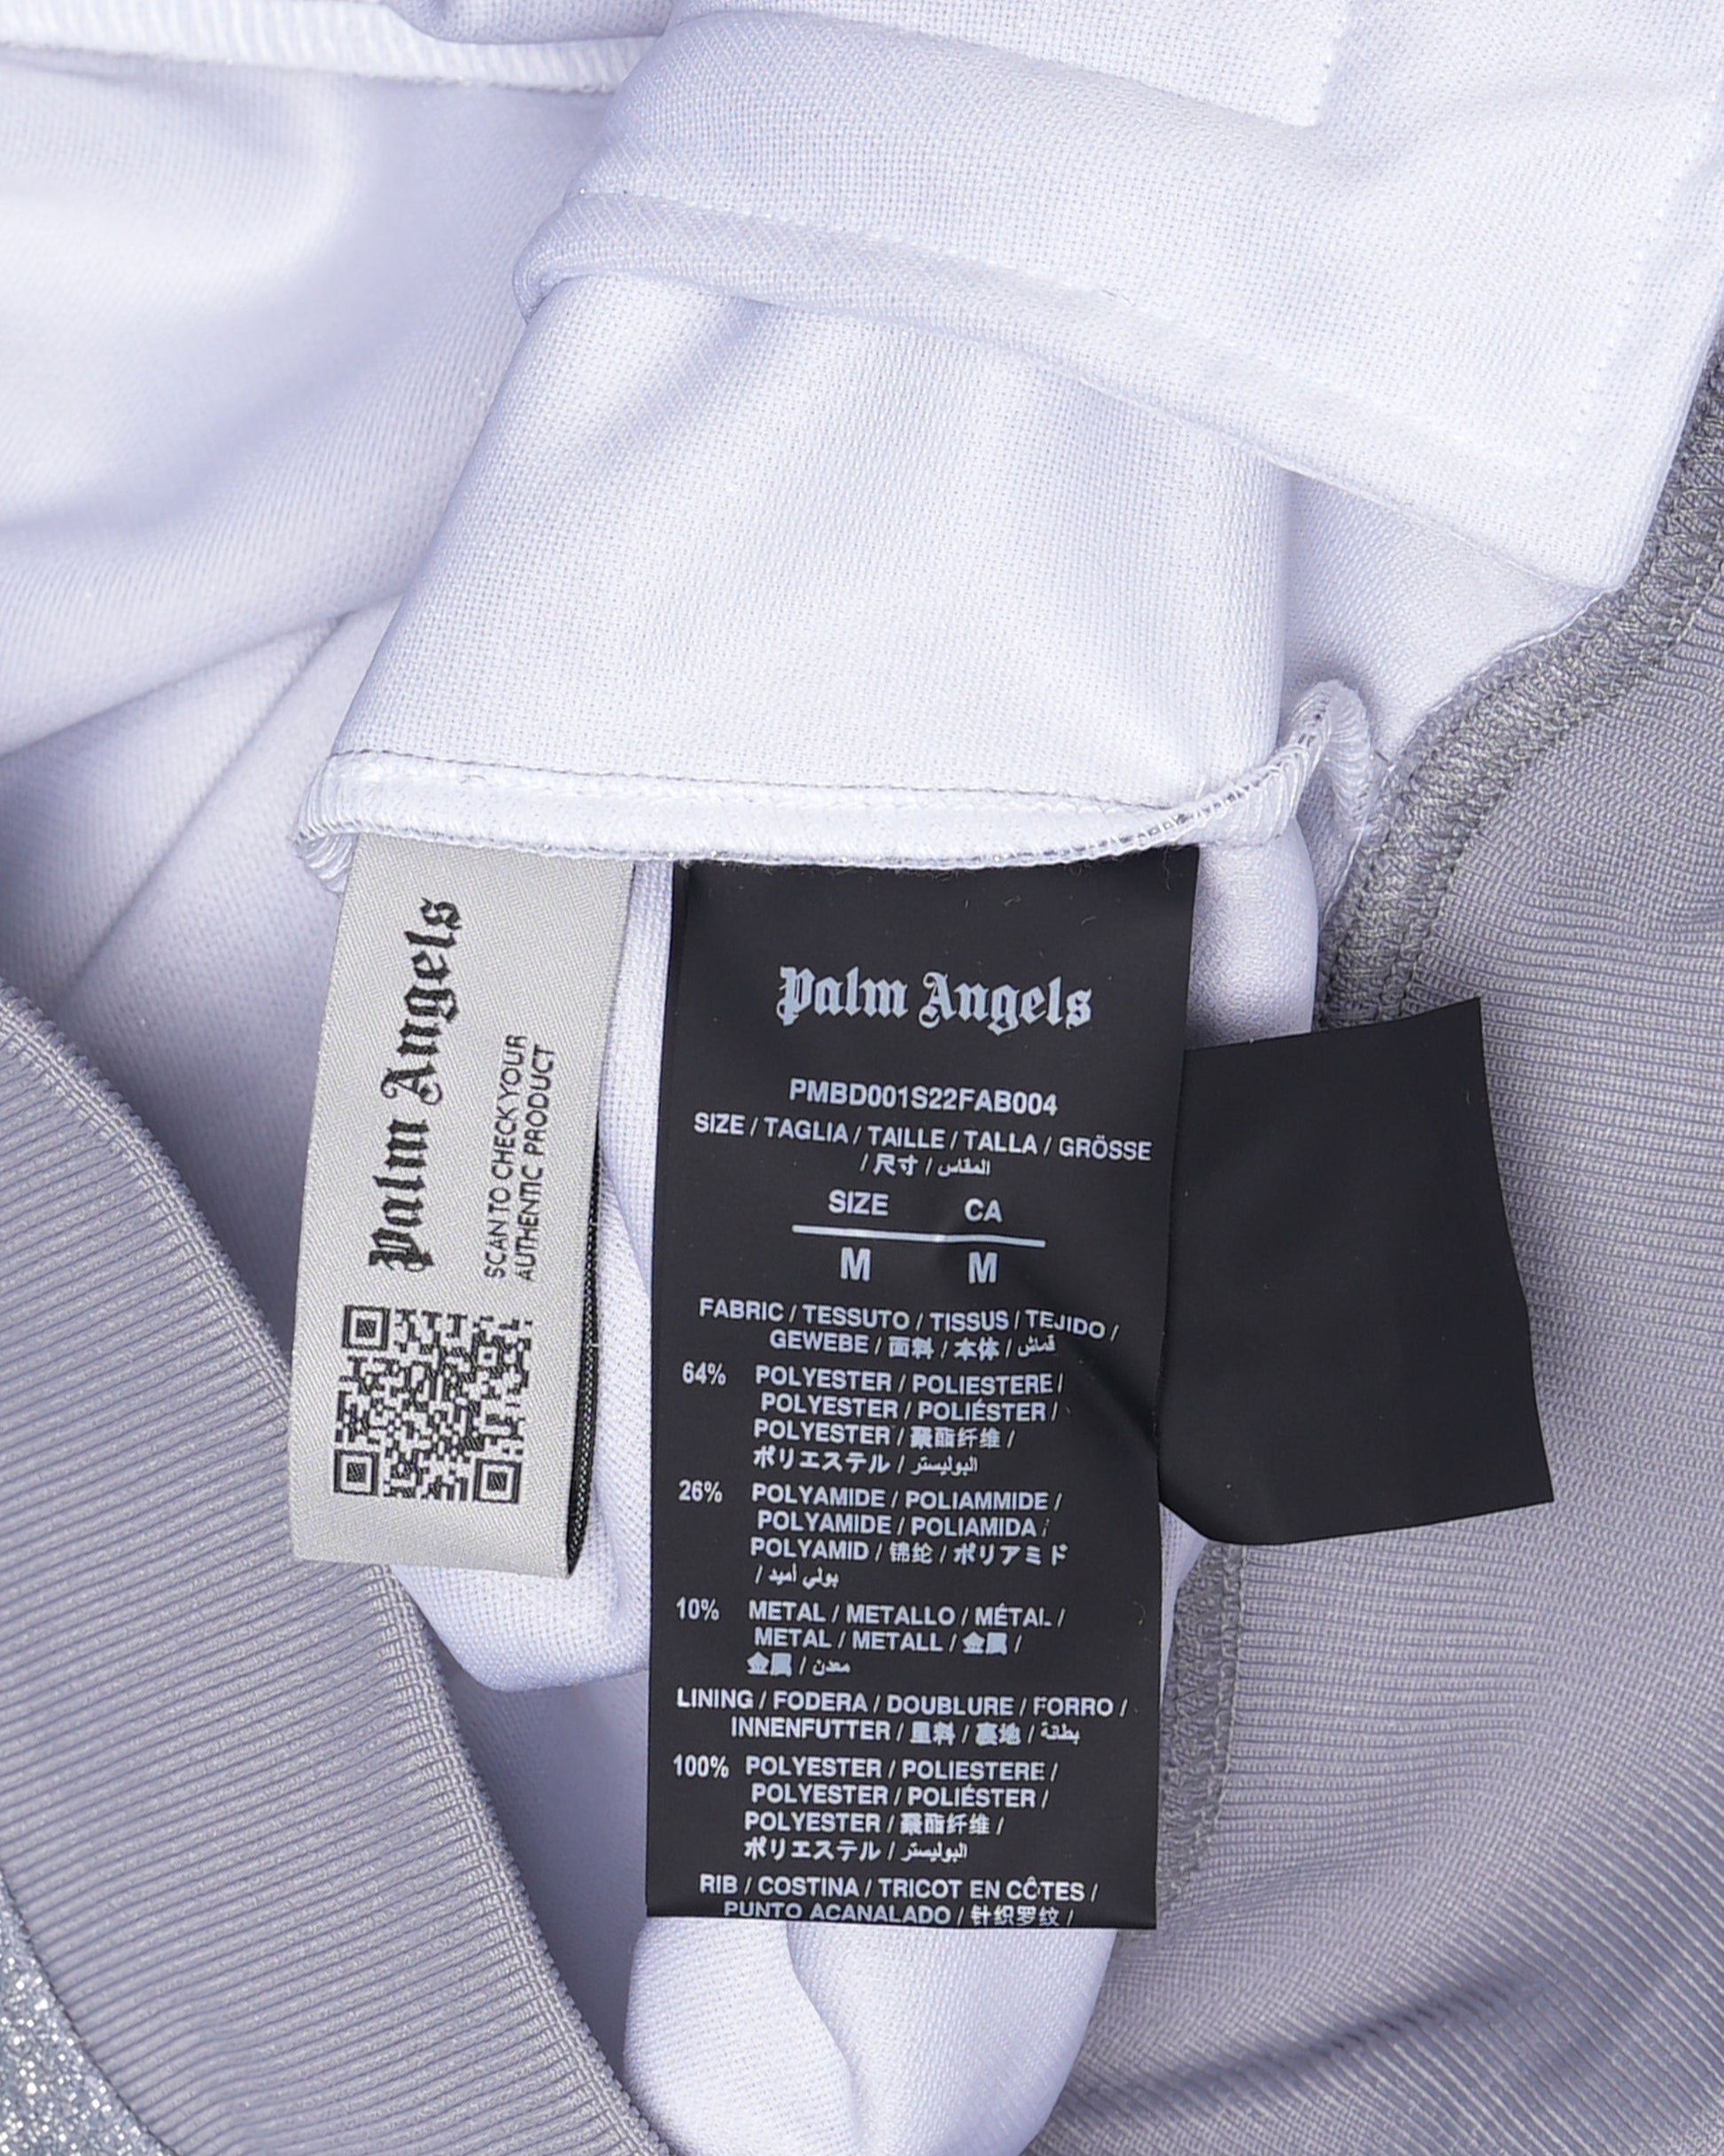 Palm Angels
SCAN TO CHECK YOUR
AUTHENTIC PRODUCT
Palm Angels
PMBD001S22FAB004
SIZE / TAGLIA / TAILLE / TALLA / GRÖSSE
/ 尺寸 / المقاس
SIZE CA
M M
FABRIC / TESSUTO / TISSUS / TEJIDO /
GEWEBE / 面料 / 本体 / قماش
64% POLYESTER / POLIESTERE /
POLYESTER / POLIÉSTER /
POLYESTER / 聚酯纤维 /
ポリエステル / البوليستر
26% POLYAMIDE / POLIAMMIDE /
POLYAMIDE / POLIAMIDA /
POLYAMID / 锦纶 / ポリアミド
/ بولي أميد
10% METAL / METALLO / MÉTAL /
METAL / METALL / 金属 /
金属 / معدن
LINING / FODERA / DOUBLURE / FORRO /
INNENFUTTER / 里料 / 裏地 / بطانة
100% POLYESTER / POLIESTERE /
POLYESTER / POLIÉSTER /
POLYESTER / 聚酯纤维 /
ポリエステル / البوليستر
RIB / COSTINA / TRICOT EN CÔTES /
PUNTO ACANALADO / 针织罗纹 /